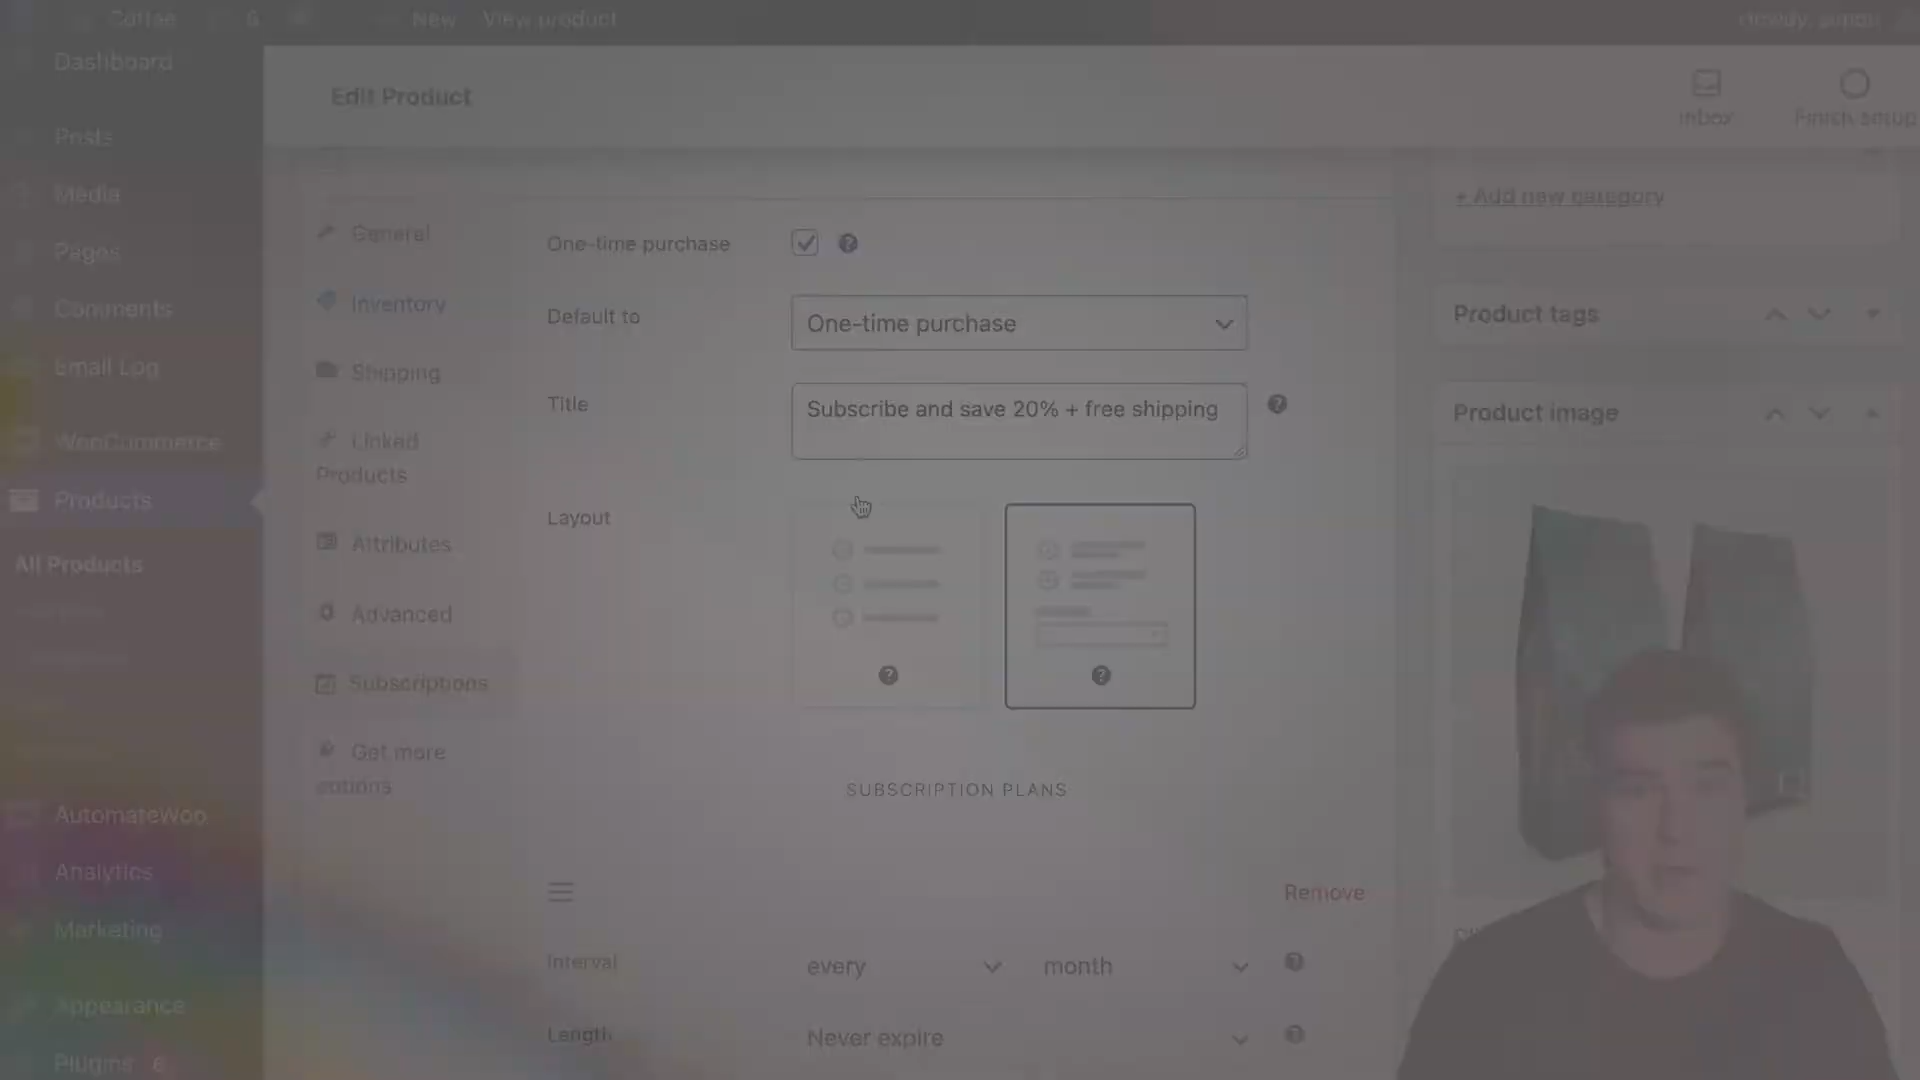 Coffee
6
New
View product
Dashboard
Edit Product
Inbox
Finish setup
Posts
Media
Pages
Comments
Email Log
WooCommerce
Products
All Products
AutomateWoo
Analytics
Marketing
Appearance
Plugins 6
General
Inventory
Shipping
Linked
Products
Attributes
Advanced
Subscriptions
Get more
options
One-time purchase
Default to
One-time purchase
Title
Subscribe and save 20% + free shipping
Layout
SUBSCRIPTION PLANS
Remove
Interval
every
month
Length
Never expire
+ Add new category
Product tags
Product image